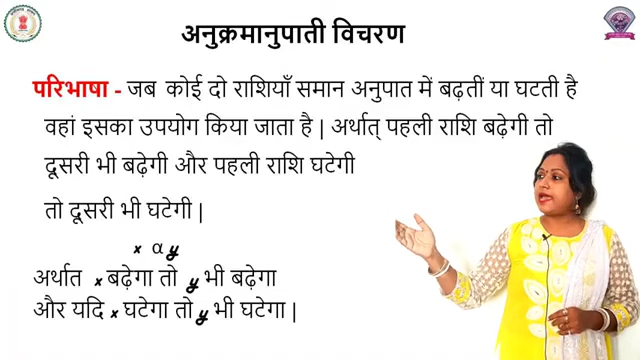 अनुक्रमानुपाती विचरण
परिभाषा - जब कोई दो राशियाँ समान अनुपात में बढ़तीं या घटती है
वहां इसका उपयोग किया जाता है | अर्थात् पहली राशि बढ़ेगी तो
दूसरी भी बढ़ेगी और पहली राशि घटेगी
तो दूसरी भी घटेगी |
x α y
अर्थात x बढ़ेगा तो y भी बढ़ेगा
और यदि x घटेगा तो y भी घटेगा |